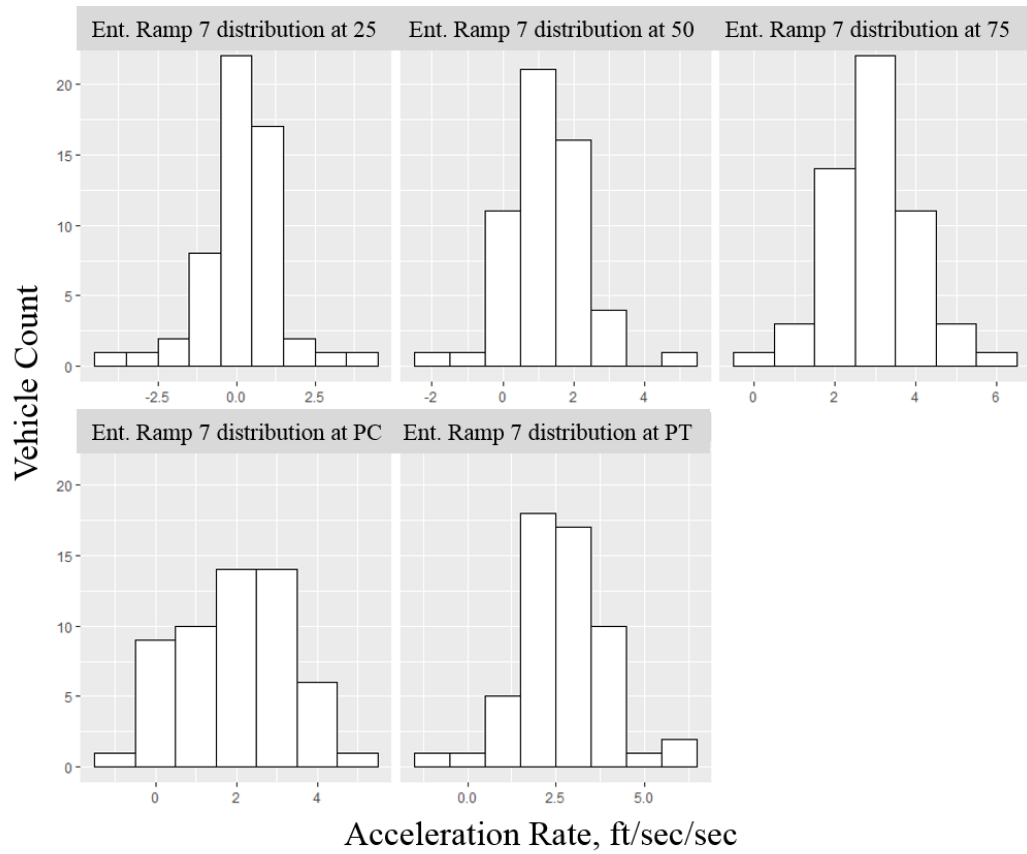 Ent. Ramp 7 distribution at 25
Ent. Ramp 7 distribution at 50
Ent. Ramp 7 distribution at 75
20
15
10
5
0
-2.5 0.0 2.5
-2 0 2 4
0 2 4 6
Vehicle Count
Ent. Ramp 7 distribution at PC
Ent. Ramp 7 distribution at PT
20
15
10
5
0
0 2 4
0.0 2.5 5.0
Acceleration Rate, ft/sec/sec